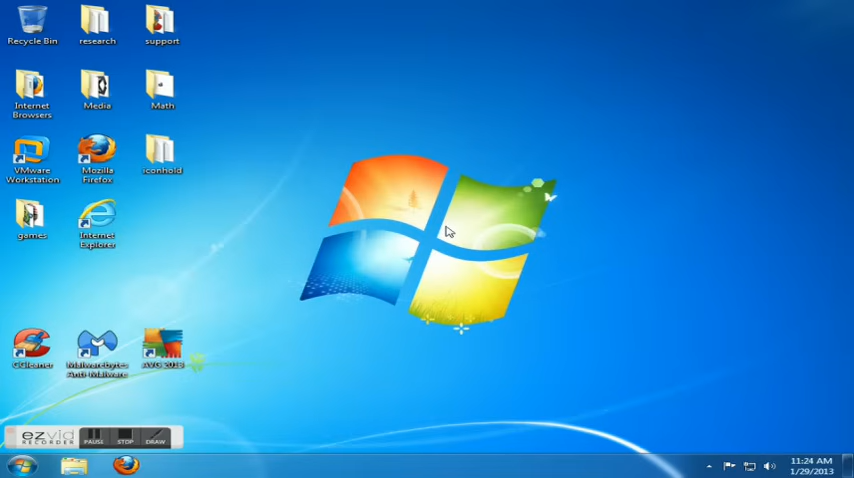 Recycle Bin
research
support
Internet
Browsers
Media
Math
VMware
Workstation
Mozilla
Firefox
iconhold
games
Internet
Explorer
CCleaner
Malwarebytes
Anti-Malware
AVG 2013
ezvid
RECORDER
PAUSE
STOP
DRAW
11:24 AM
1/29/2013